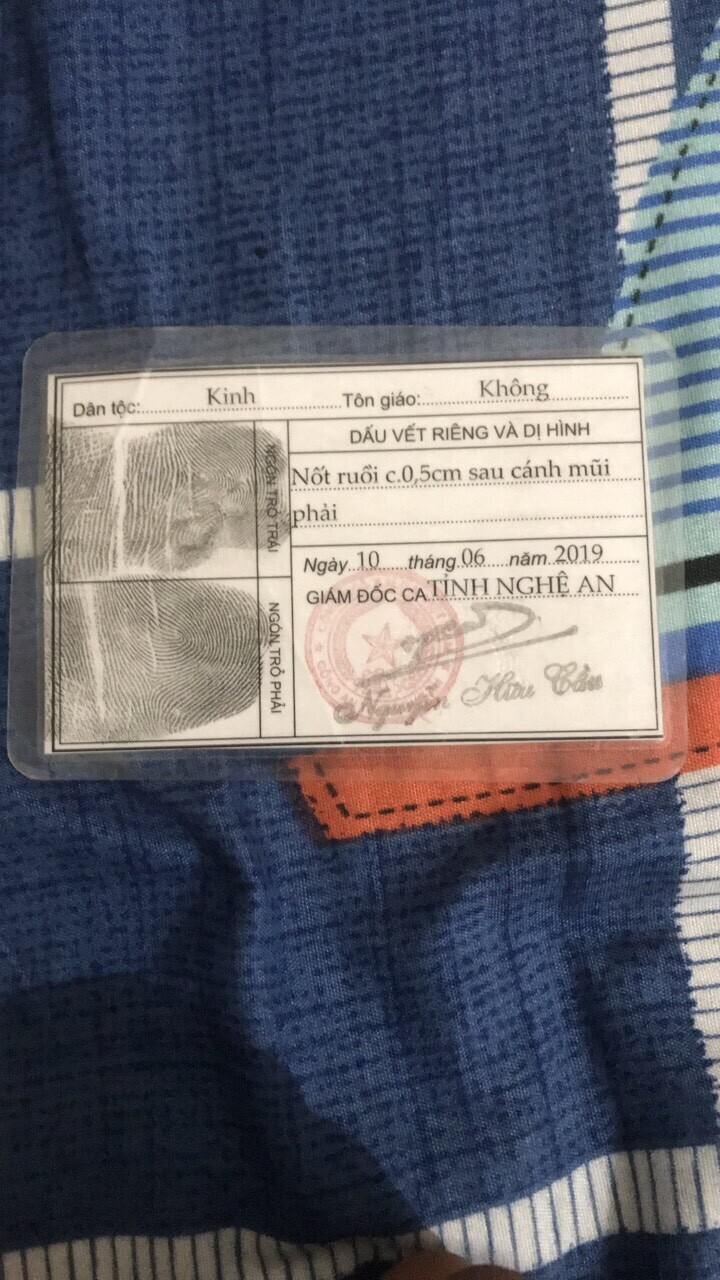 Dân tộc: Kinh Tôn giáo: Không
DẤU VẾT RIÊNG VÀ DỊ HÌNH
Nốt ruồi c.0,5cm sau cánh mũi
phải
NGÓN TRỎ TRÁI
Ngày 10 tháng 06 năm 2019
GIÁM ĐỐC CA TỈNH NGHỆ AN
NGÓN TRỎ PHẢI
Nguyễn Hữu Cầu